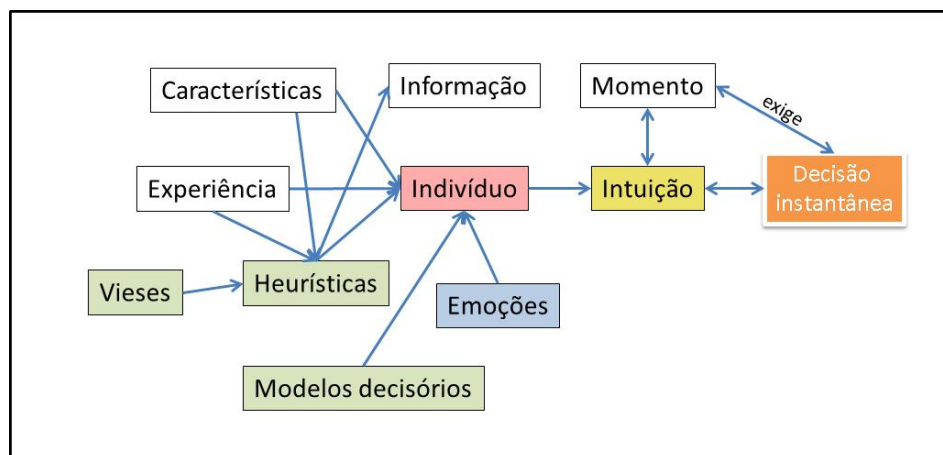 Características
Informação
Momento
exige
Experiência
Indivíduo
Intuição
Decisão
instantânea
Vieses
Heurísticas
Emoções
Modelos decisórios